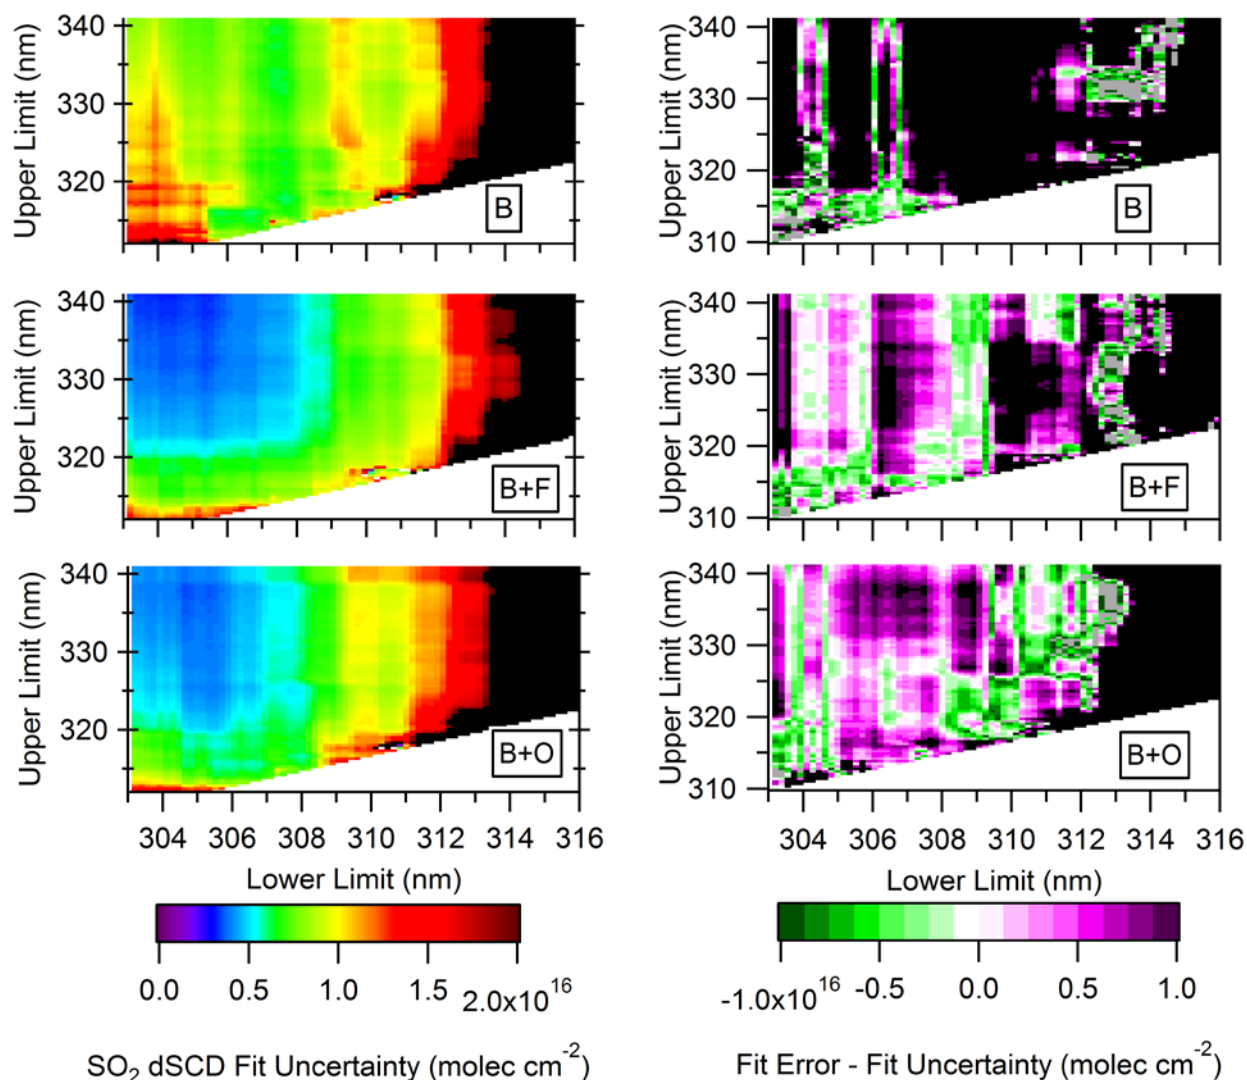 Upper Limit (nm)
340
330
320
B
Upper Limit (nm)
340
330
320
310
B
Upper Limit (nm)
340
330
320
B+F
Upper Limit (nm)
340
330
320
310
B+F
Upper Limit (nm)
340
330
320
B+O
304 306 308 310 312 314 316
Lower Limit (nm)
Upper Limit (nm)
340
330
320
310
B+O
304 306 308 310 312 314 316
Lower Limit (nm)
0.0 0.5 1.0 1.5 2.0x10^16
SO2 dSCD Fit Uncertainty (molec cm^-2)
-1.0x10^16 -0.5 0.0 0.5 1.0
Fit Error - Fit Uncertainty (molec cm^-2)